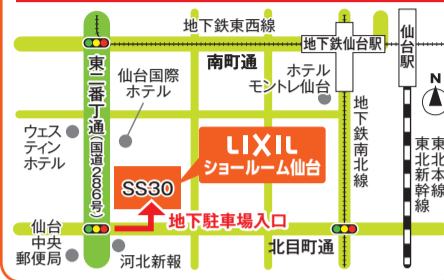 地下鉄東西線
南町通
地下鉄仙台駅
仙台駅
N
東二番丁通(国道286号)
仙台国際
ホテル
ホテル
モントレ仙台
地下鉄南北線
東北本線
東北新幹線
ウェス
ティン
ホテル
LIXIL
ショールーム仙台
SS30
地下駐車場入口
仙台
中央
郵便局
河北新報
北目町通